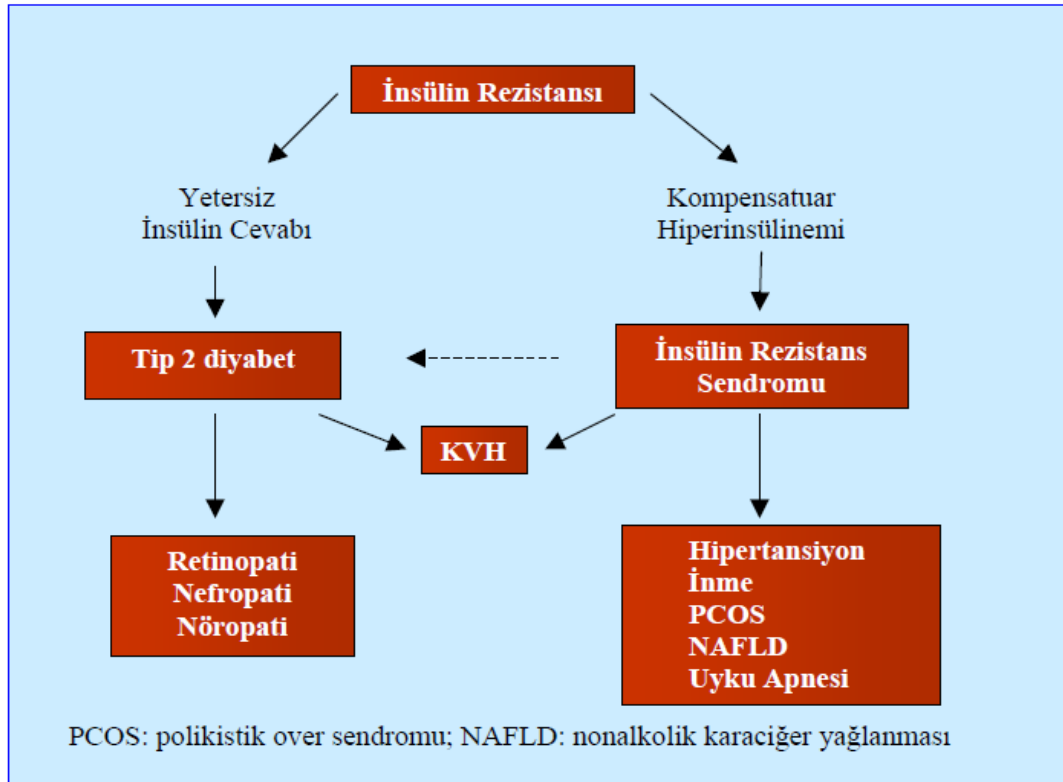 İnsülin Rezistansı
Yetersiz
İnsülin Cevabı
Kompensatuar
Hiperinsülinemi
Tip 2 diyabet
İnsülin Rezistans
Sendromu
KVH
Retinopati
Nefropati
Nöropati
Hipertansiyon
İnme
PCOS
NAFLD
Uyku Apnesi
PCOS: polikistik over sendromu; NAFLD: nonalkolik karaciğer yağlanması